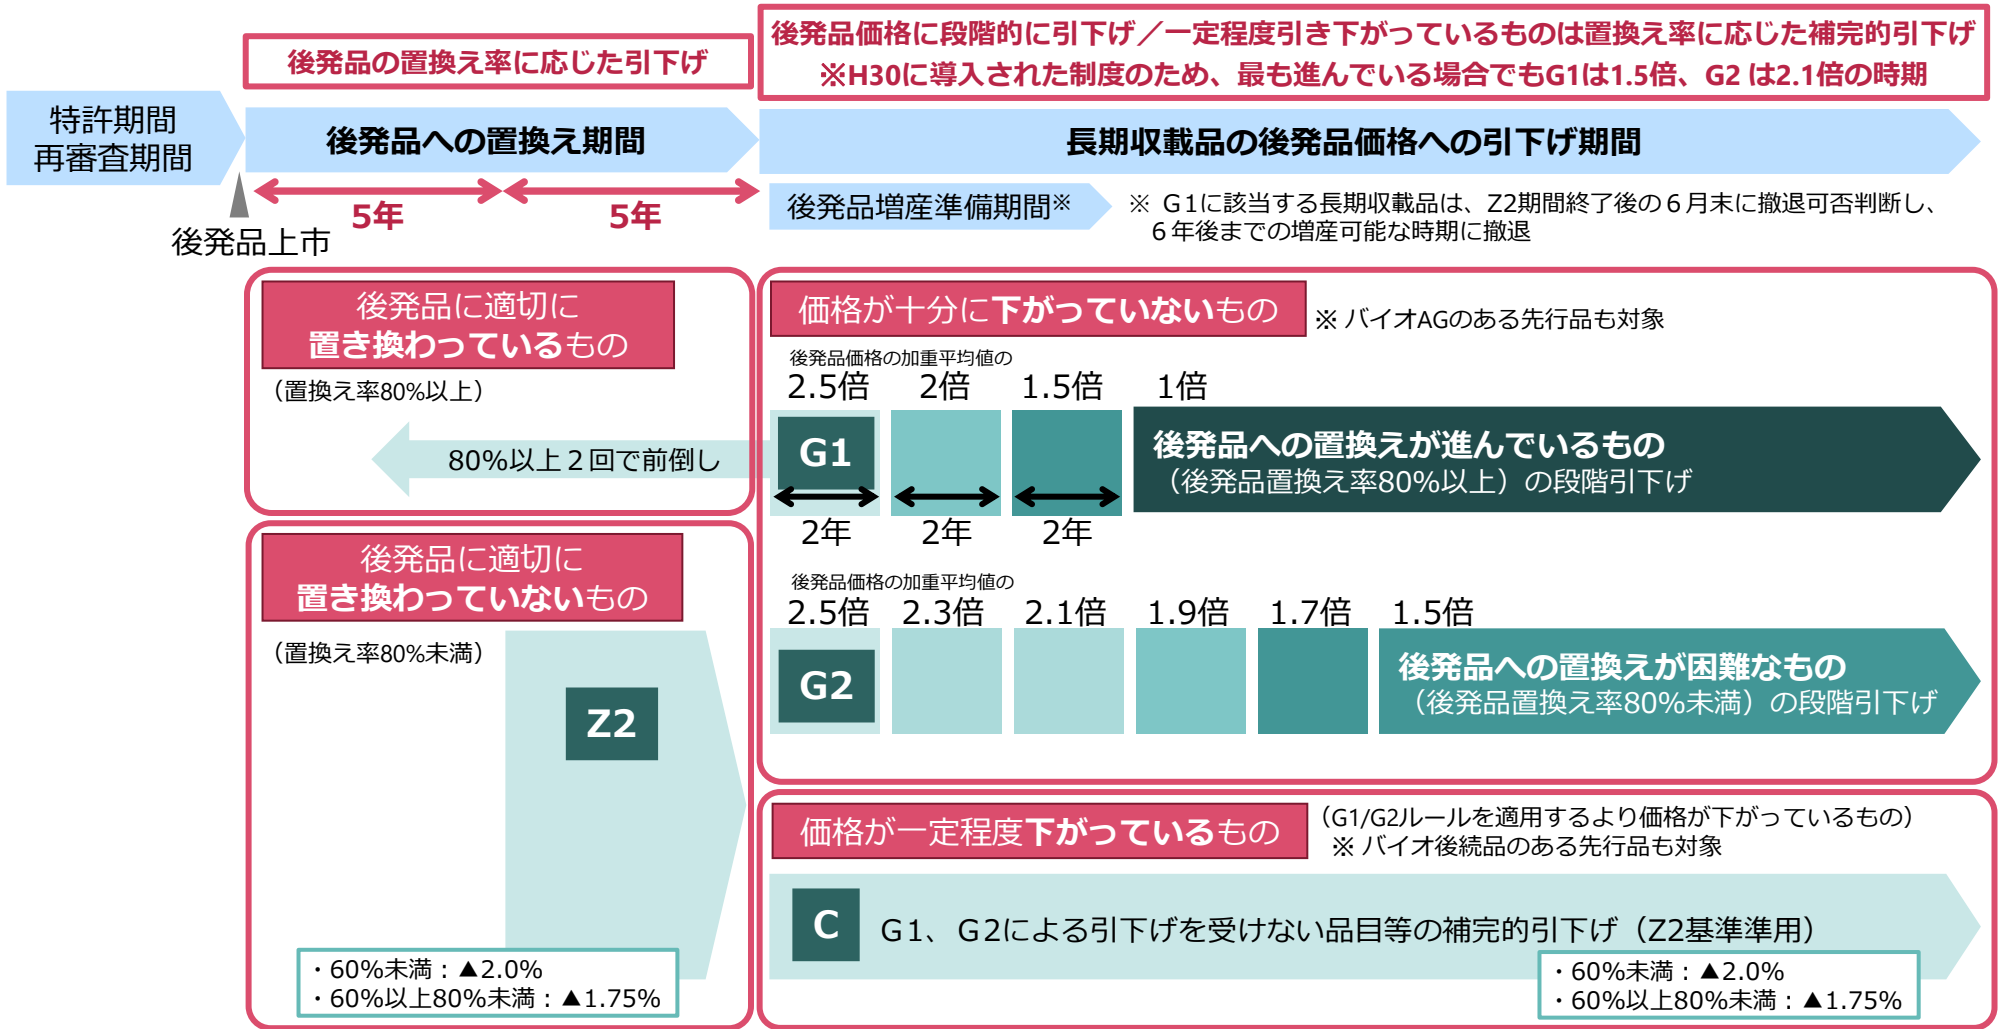 後発品の置換え率に応じた引下げ
後発品価格に段階的に引下げ／一定程度引き下がっているものは置換え率に応じた補完的引下げ
※H30に導入された制度のため、最も進んでいる場合でもG1は1.5倍、G2 は2.1倍の時期
特許期間
再審査期間
後発品への置換え期間
長期収載品の後発品価格への引下げ期間
5年
5年
後発品上市
後発品増産準備期間※
※ G1に該当する長期収載品は、Z2期間終了後の６月末に撤退可否判断し、
６年後までの増産可能な時期に撤退
後発品に適切に
置き換わっているもの
（置換え率80%以上）
80%以上２回で前倒し
価格が十分に下がっていないもの
※ バイオAGのある先行品も対象
後発品価格の加重平均値の
2.5倍
2倍
1.5倍
1倍
G1
後発品への置換えが進んでいるもの
（後発品置換え率80%以上）の段階引下げ
2年
2年
2年
後発品価格の加重平均値の
2.5倍
2.3倍
2.1倍
1.9倍
1.7倍
1.5倍
G2
後発品への置換えが困難なもの
（後発品置換え率80%未満）の段階引下げ
後発品に適切に
置き換わっていないもの
（置換え率80%未満）
Z2
・60%未満：▲2.0%
・60%以上80%未満：▲1.75%
価格が一定程度下がっているもの
（G1/G2ルールを適用するより価格が下がっているもの）
※ バイオ後続品のある先行品も対象
C
Ｇ1、Ｇ2による引下げを受けない品目等の補完的引下げ（Z2基準準用）
・60%未満：▲2.0%
・60%以上80%未満：▲1.75%